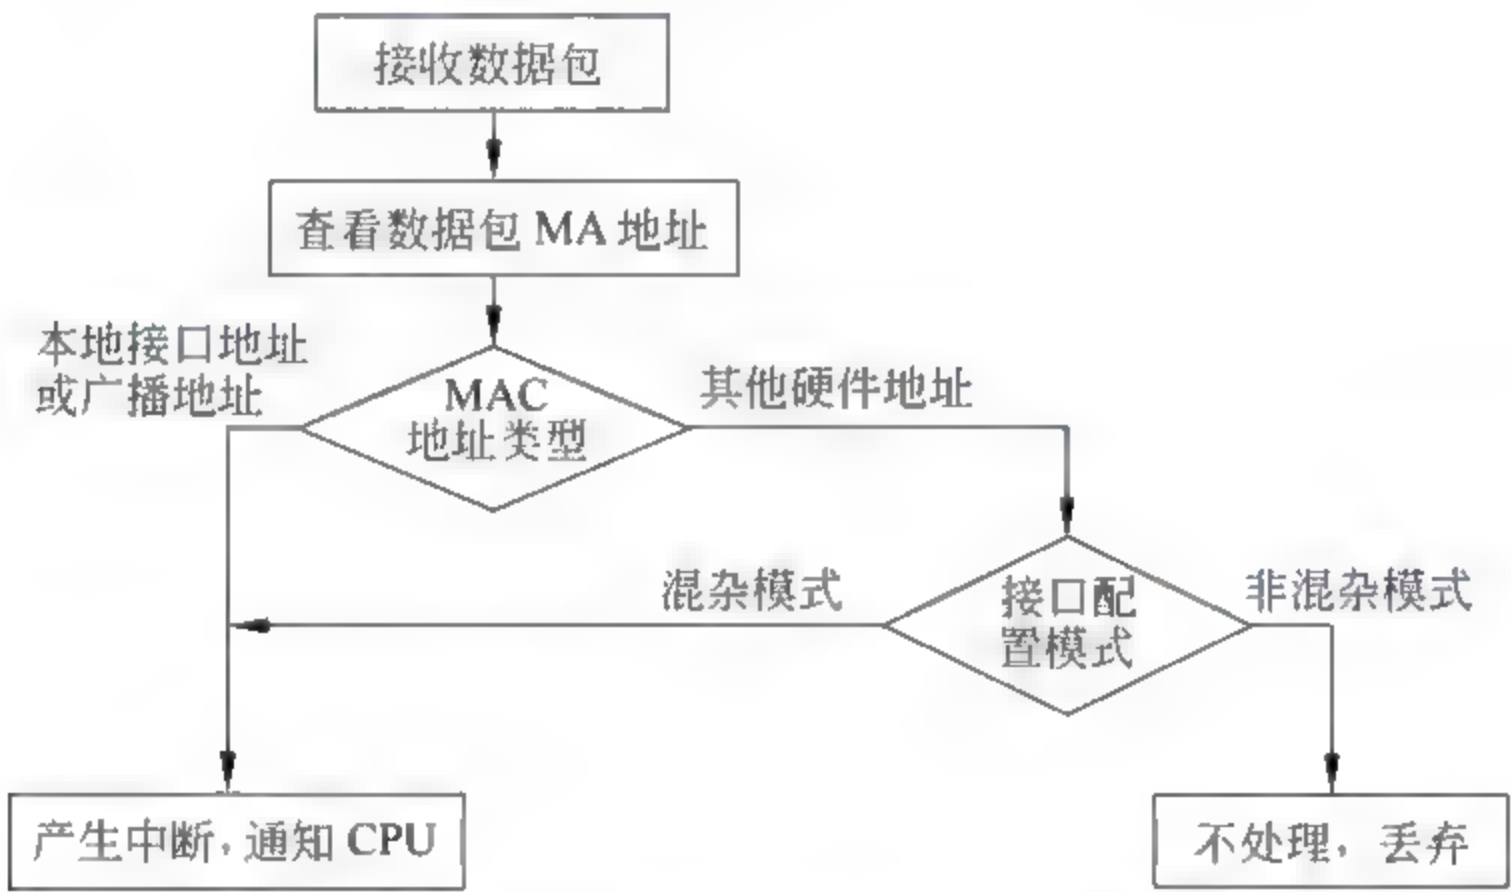 接收数据包
查看数据包 MA 地址
本地接口地址
或广播地址
MAC
地址类型
其他硬件地址
混杂模式
接口配
置模式
非混杂模式
产生中断，通知 CPU
不处理，丢弃